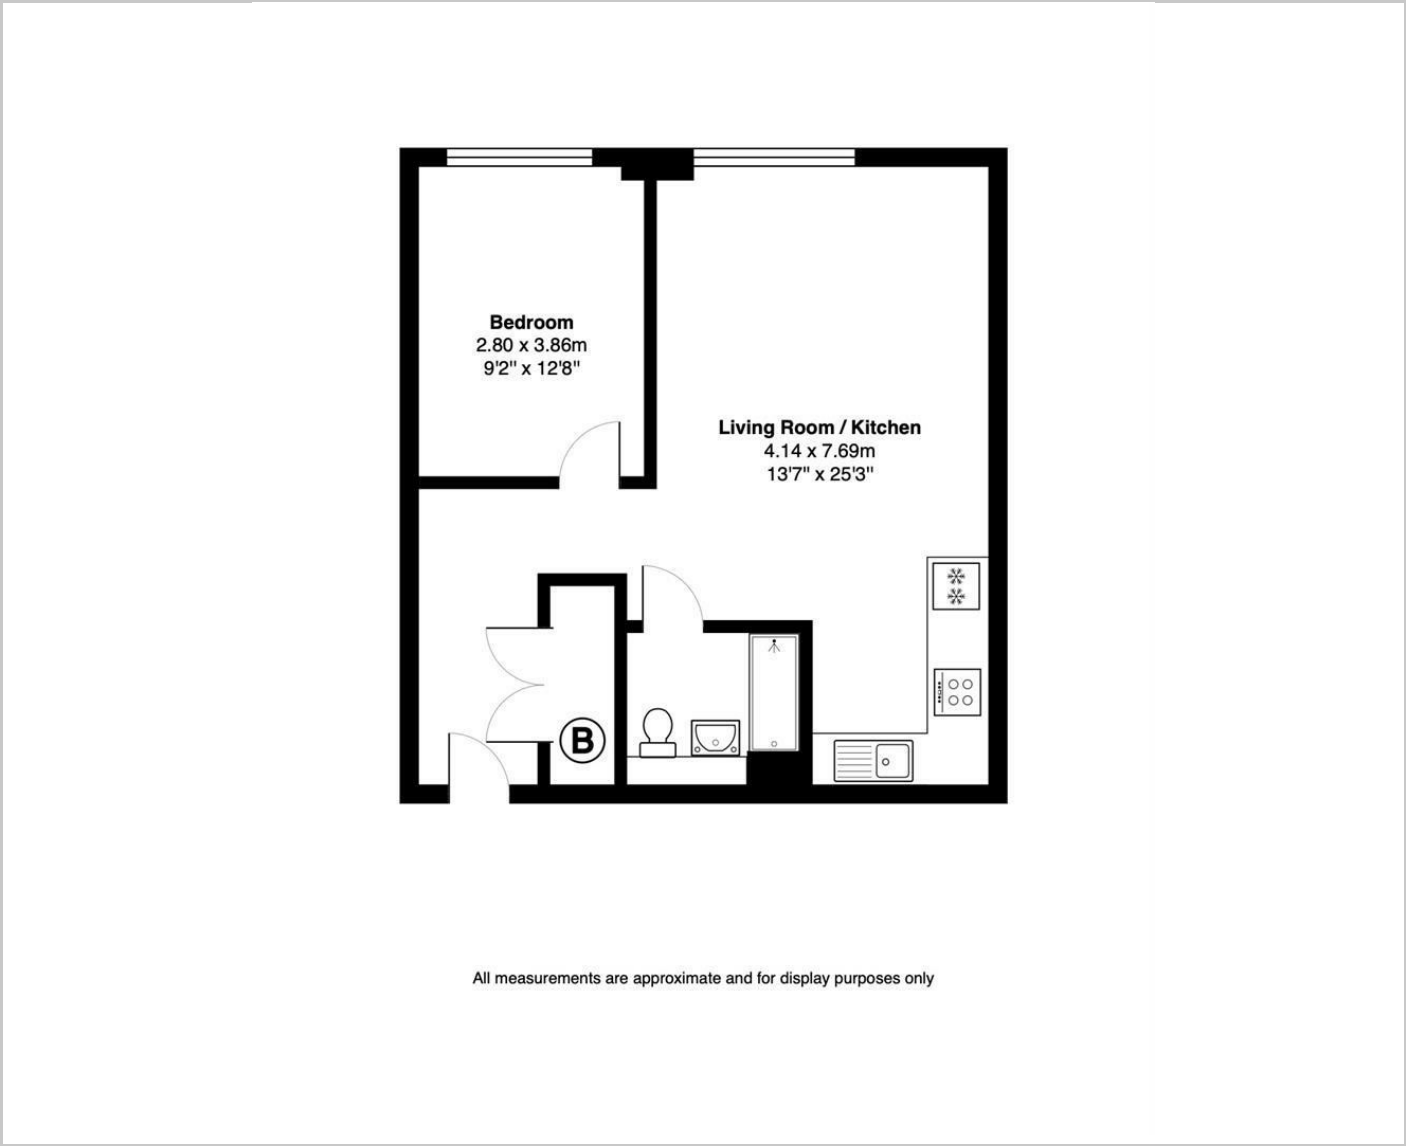 Bedroom
2.80 x 3.86m
9'2" x 12'8"
Living Room / Kitchen
4.14 x 7.69m
13'7" x 25'3"
B
All measurements are approximate and for display purposes only